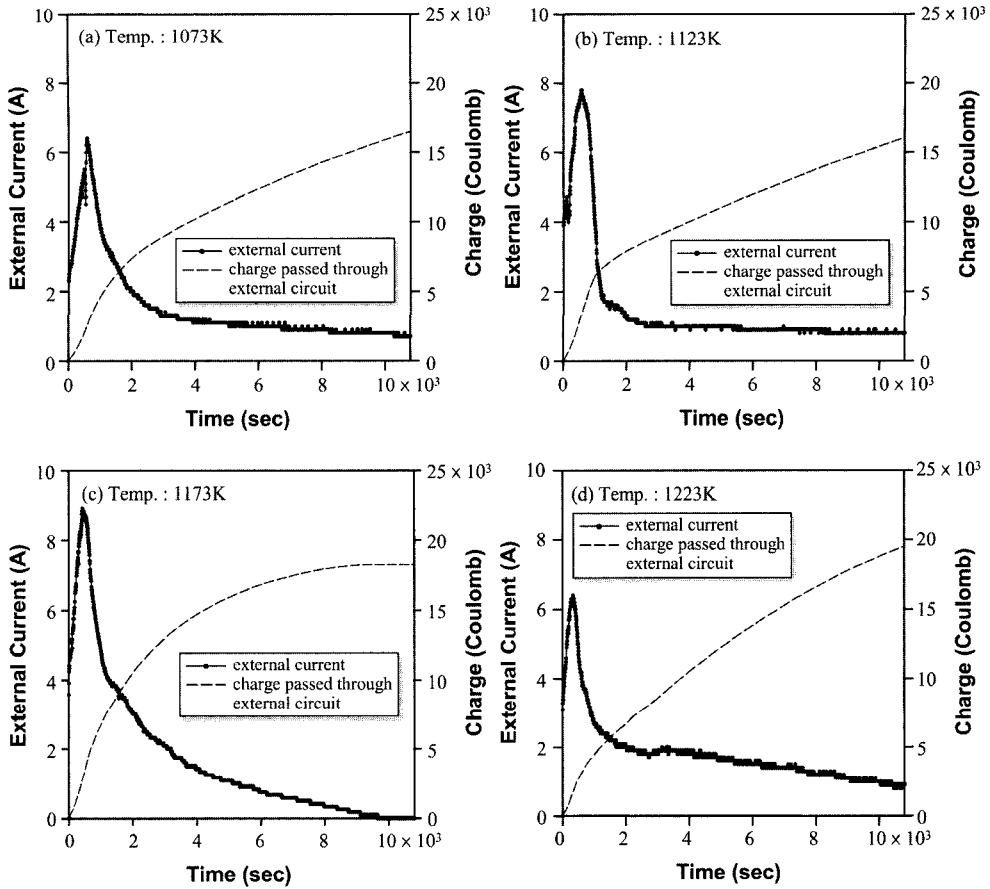 (a) Temp. : 1073K
External Current (A)
10
8
6
4
2
0
25 x 10³
20
15
10
5
0
Charge (Coulomb)
external current
charge passed through
external circuit
0 2 4 6 8 10 × 10³
Time (sec)
(b) Temp. : 1123K
External Current (A)
10
8
6
4
2
0
25 x 10³
20
15
10
5
0
Charge (Coulomb)
external current
charge passed through
external circuit
0 2 4 6 8 10 × 10³
Time (sec)
(c) Temp. : 1173K
External Current (A)
10
8
6
4
2
0
25 x 10³
20
15
10
5
0
Charge (Coulomb)
external current
charge passed through
external circuit
0 2 4 6 8 10 × 10³
Time (sec)
(d) Temp. : 1223K
External Current (A)
10
8
6
4
2
0
25 x 10³
20
15
10
5
0
Charge (Coulomb)
external current
charge passed through
external circuit
0 2 4 6 8 10 × 10³
Time (sec)